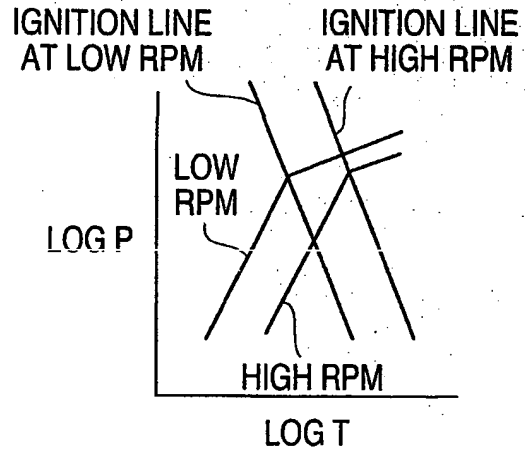 IGNITION LINE
AT LOW RPM
IGNITION LINE
AT HIGH RPM
LOW
RPM
LOG P
HIGH RPM
LOG T